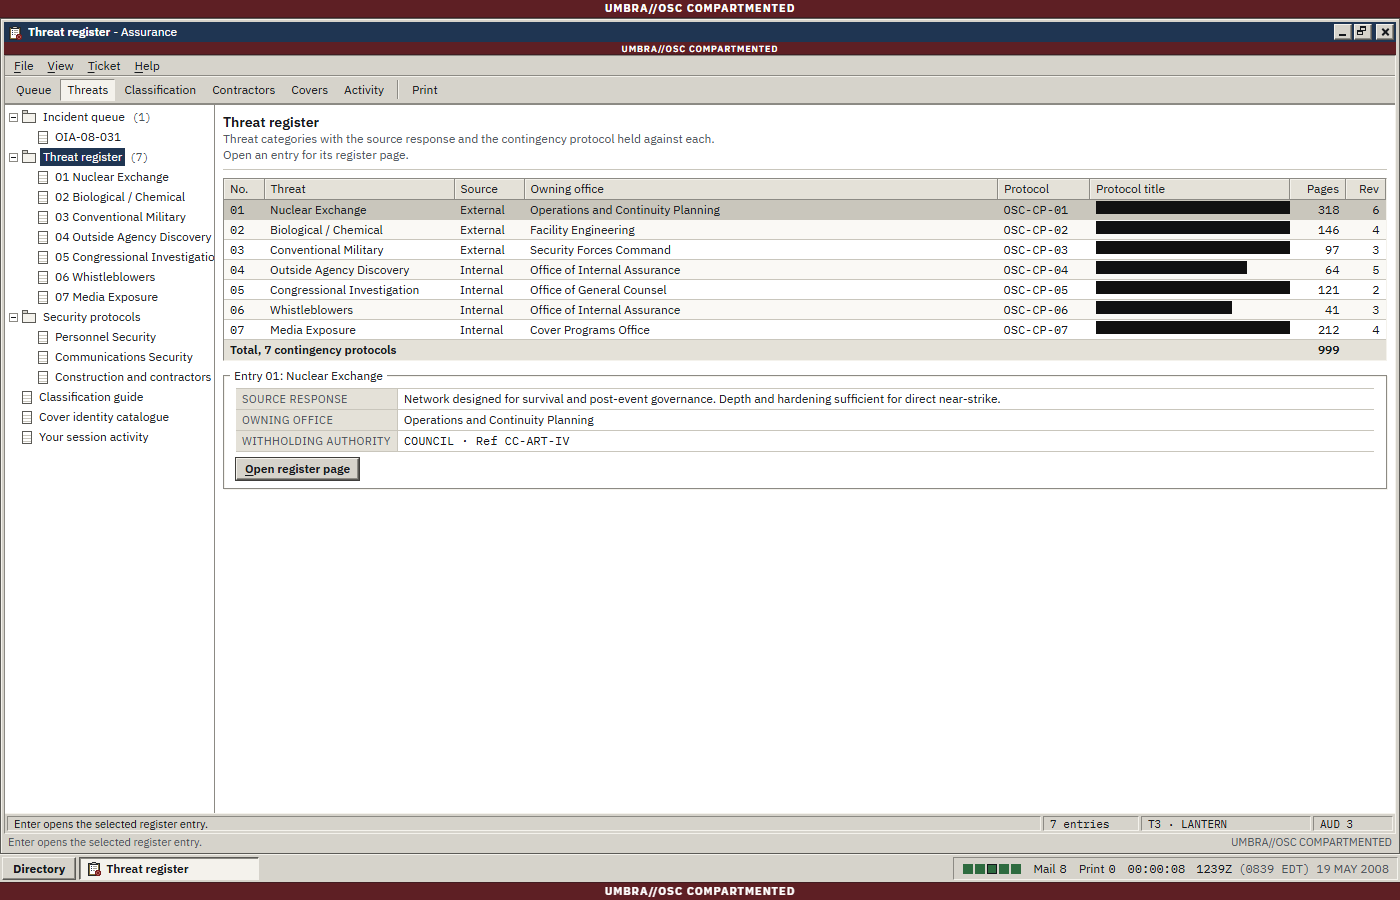 UMBRA//OSC COMPARTMENTED
Threat register - Assurance
UMBRA//OSC COMPARTMENTED
File View Ticket Help
Queue Threats Classification Contractors Covers Activity Print
Incident queue (1)
OIA-08-031
Threat register (7)
01 Nuclear Exchange
02 Biological / Chemical
03 Conventional Military
04 Outside Agency Discovery
05 Congressional Investigatio
06 Whistleblowers
07 Media Exposure
Security protocols
Personnel Security
Communications Security
Construction and contractors
Classification guide
Cover identity catalogue
Your session activity
Threat register
Threat categories with the source response and the contingency protocol held against each.
Open an entry for its register page.
No. Threat Source Owning office Protocol Protocol title Pages Rev
01 Nuclear Exchange External Operations and Continuity Planning OSC-CP-01 318 6
02 Biological / Chemical External Facility Engineering OSC-CP-02 146 4
03 Conventional Military External Security Forces Command OSC-CP-03 97 3
04 Outside Agency Discovery Internal Office of Internal Assurance OSC-CP-04 64 5
05 Congressional Investigation Internal Office of General Counsel OSC-CP-05 121 2
06 Whistleblowers Internal Office of Internal Assurance OSC-CP-06 41 3
07 Media Exposure Internal Cover Programs Office OSC-CP-07 212 4
Total, 7 contingency protocols 999
Entry 01: Nuclear Exchange
SOURCE RESPONSE Network designed for survival and post-event governance. Depth and hardening sufficient for direct near-strike.
OWNING OFFICE Operations and Continuity Planning
WITHHOLDING AUTHORITY COUNCIL · Ref CC-ART-IV
Open register page
Enter opens the selected register entry. 7 entries T3 · LANTERN AUD 3
Enter opens the selected register entry. UMBRA//OSC COMPARTMENTED
Directory Threat register Mail 8 Print 0 00:00:08 1239Z (0839 EDT) 19 MAY 2008
UMBRA//OSC COMPARTMENTED